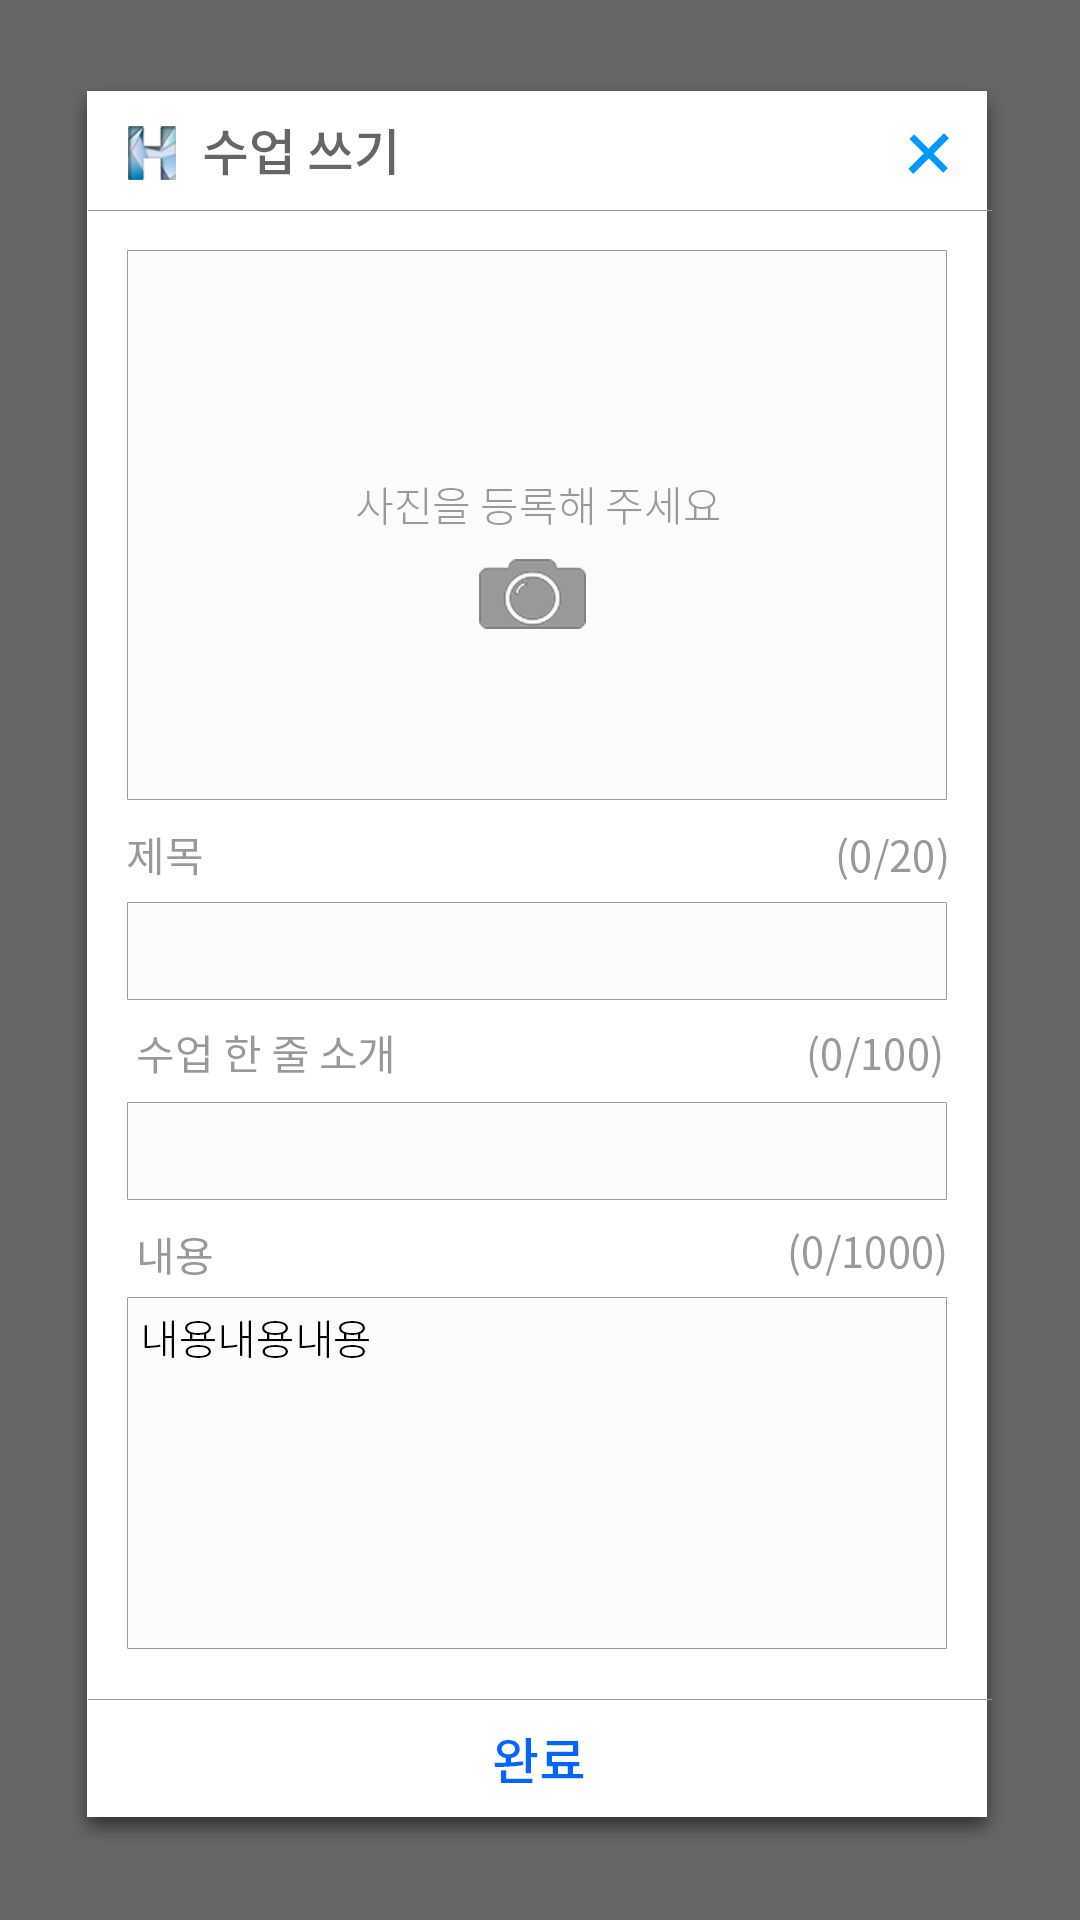 H 수업 쓰기
사진을 등록해 주세요
제목 (0/20)
수업 한 줄 소개 (0/100)
내용 (0/1000)
내용내용내용
완료